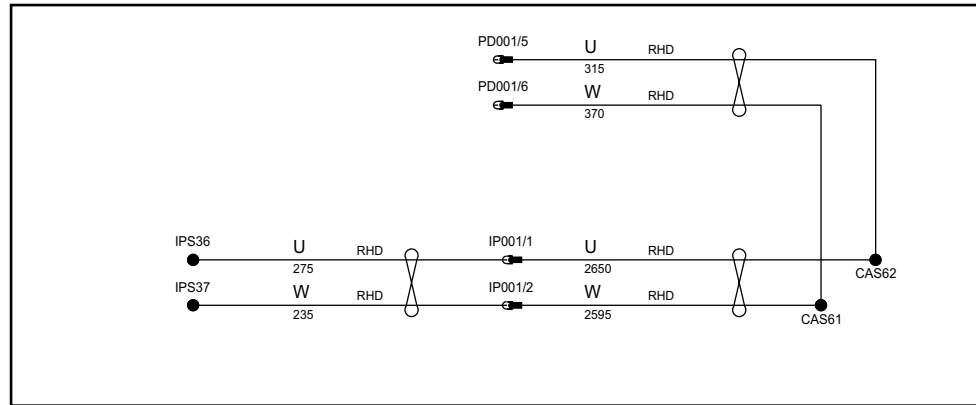 PD001/5 U RHD
315
PD001/6 W RHD
370
IPS36 U RHD IP001/1 U RHD
275 2650 CAS62
IPS37 W RHD IP001/2 W RHD
235 2595 CAS61